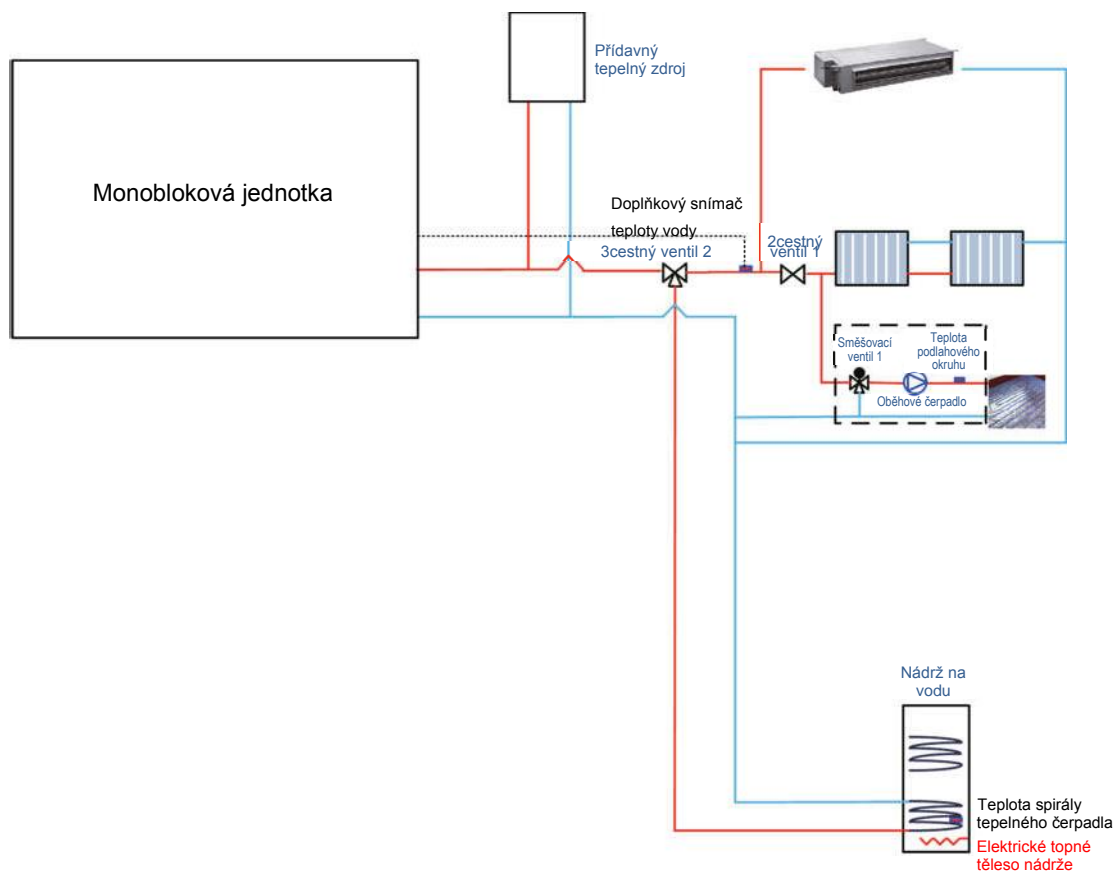 Přídavný
tepelný zdroj
Monobloková jednotka
Doplňkový snímač
teploty vody
3cestný ventil 2
2cestný
ventil 1
Směšovací
ventil 1
Teplota
podlahového
okruhu
Oběhové čerpadlo
Nádrž na
vodu
Teplota spirály
tepelného čerpadla
Elektrické topné
těleso nádrže